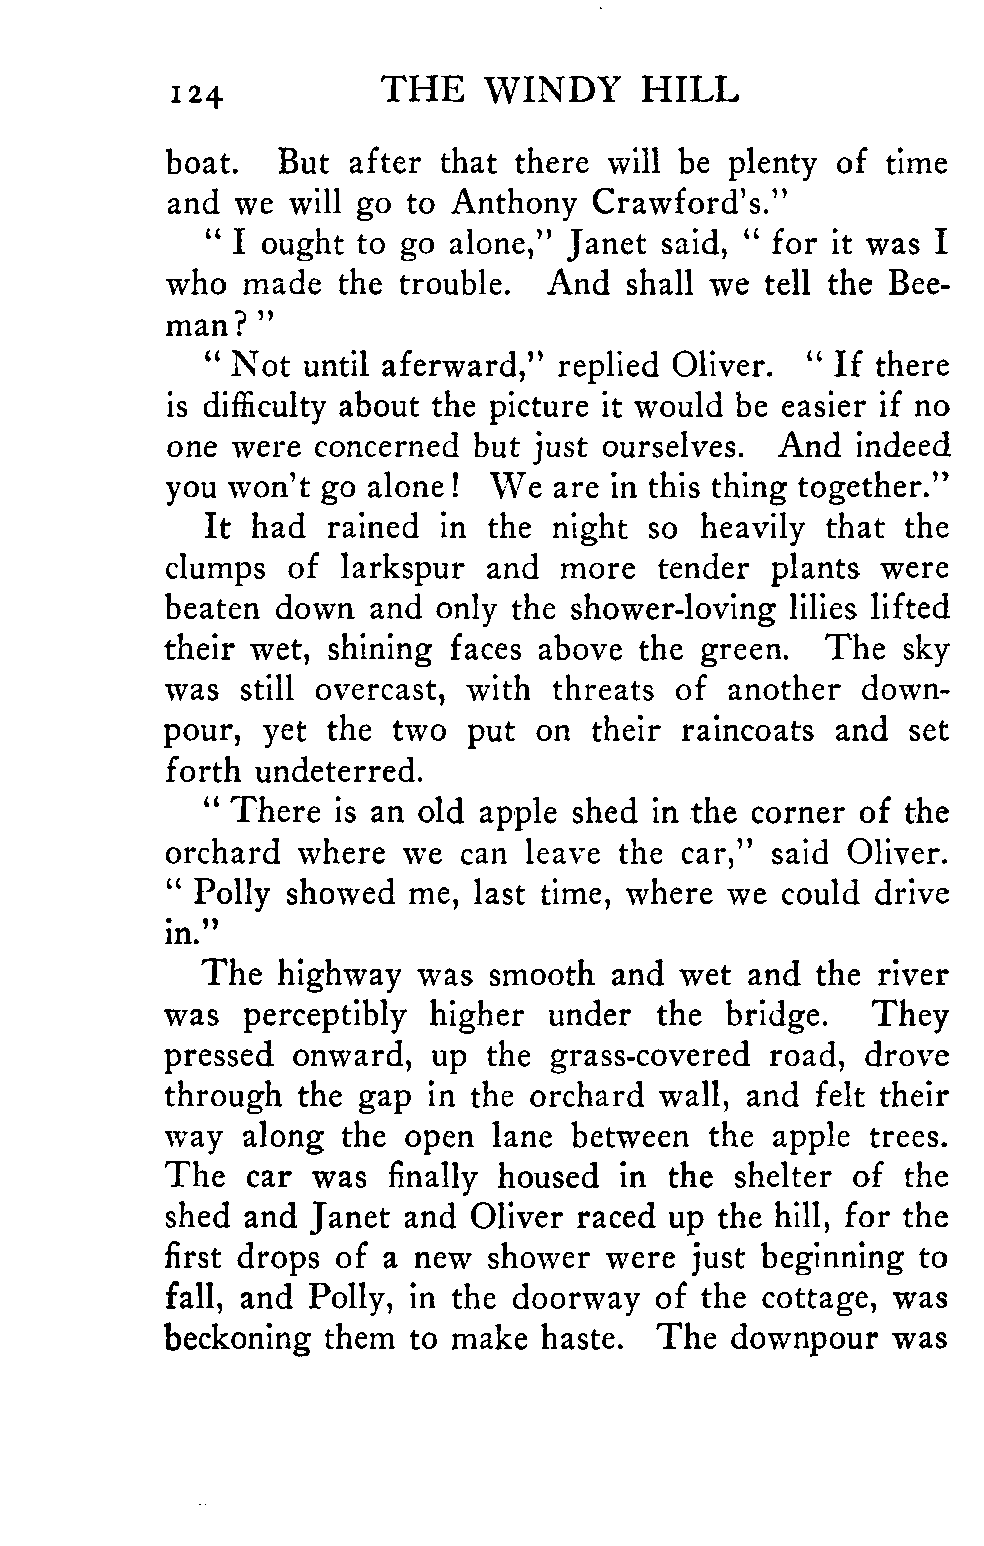 124 THE WINDY HILL
boat. But after that there will be plenty of time
and we will go to Anthony Crawford's."
" I ought to go alone," Janet said, " for it was I
who made the trouble. And shall we tell the Bee-
man? "
" Not until aferward," replied Oliver. " If there
is difficulty about the picture it would be easier if no
one were concerned but just ourselves. And indeed
you won't go alone! We are in this thing together."
It had rained in the night so heavily that the
clumps of larkspur and more tender plants were
beaten down and only the shower-loving lilies lifted
their wet, shining faces above the green. The sky
was still overcast, with threats of another down-
pour, yet the two put on their raincoats and set
forth undeterred.
" There is an old apple shed in the corner of the
orchard where we can leave the car," said Oliver.
" Polly showed me, last time, where we could drive
in."
The highway was smooth and wet and the river
was perceptibly higher under the bridge. They
pressed onward, up the grass-covered road, drove
through the gap in the orchard wall, and felt their
way along the open lane between the apple trees.
The car was finally housed in the shelter of the
shed and Janet and Oliver raced up the hill, for the
first drops of a new shower were just beginning to
fall, and Polly, in the doorway of the cottage, was
beckoning them to make haste. The downpour was